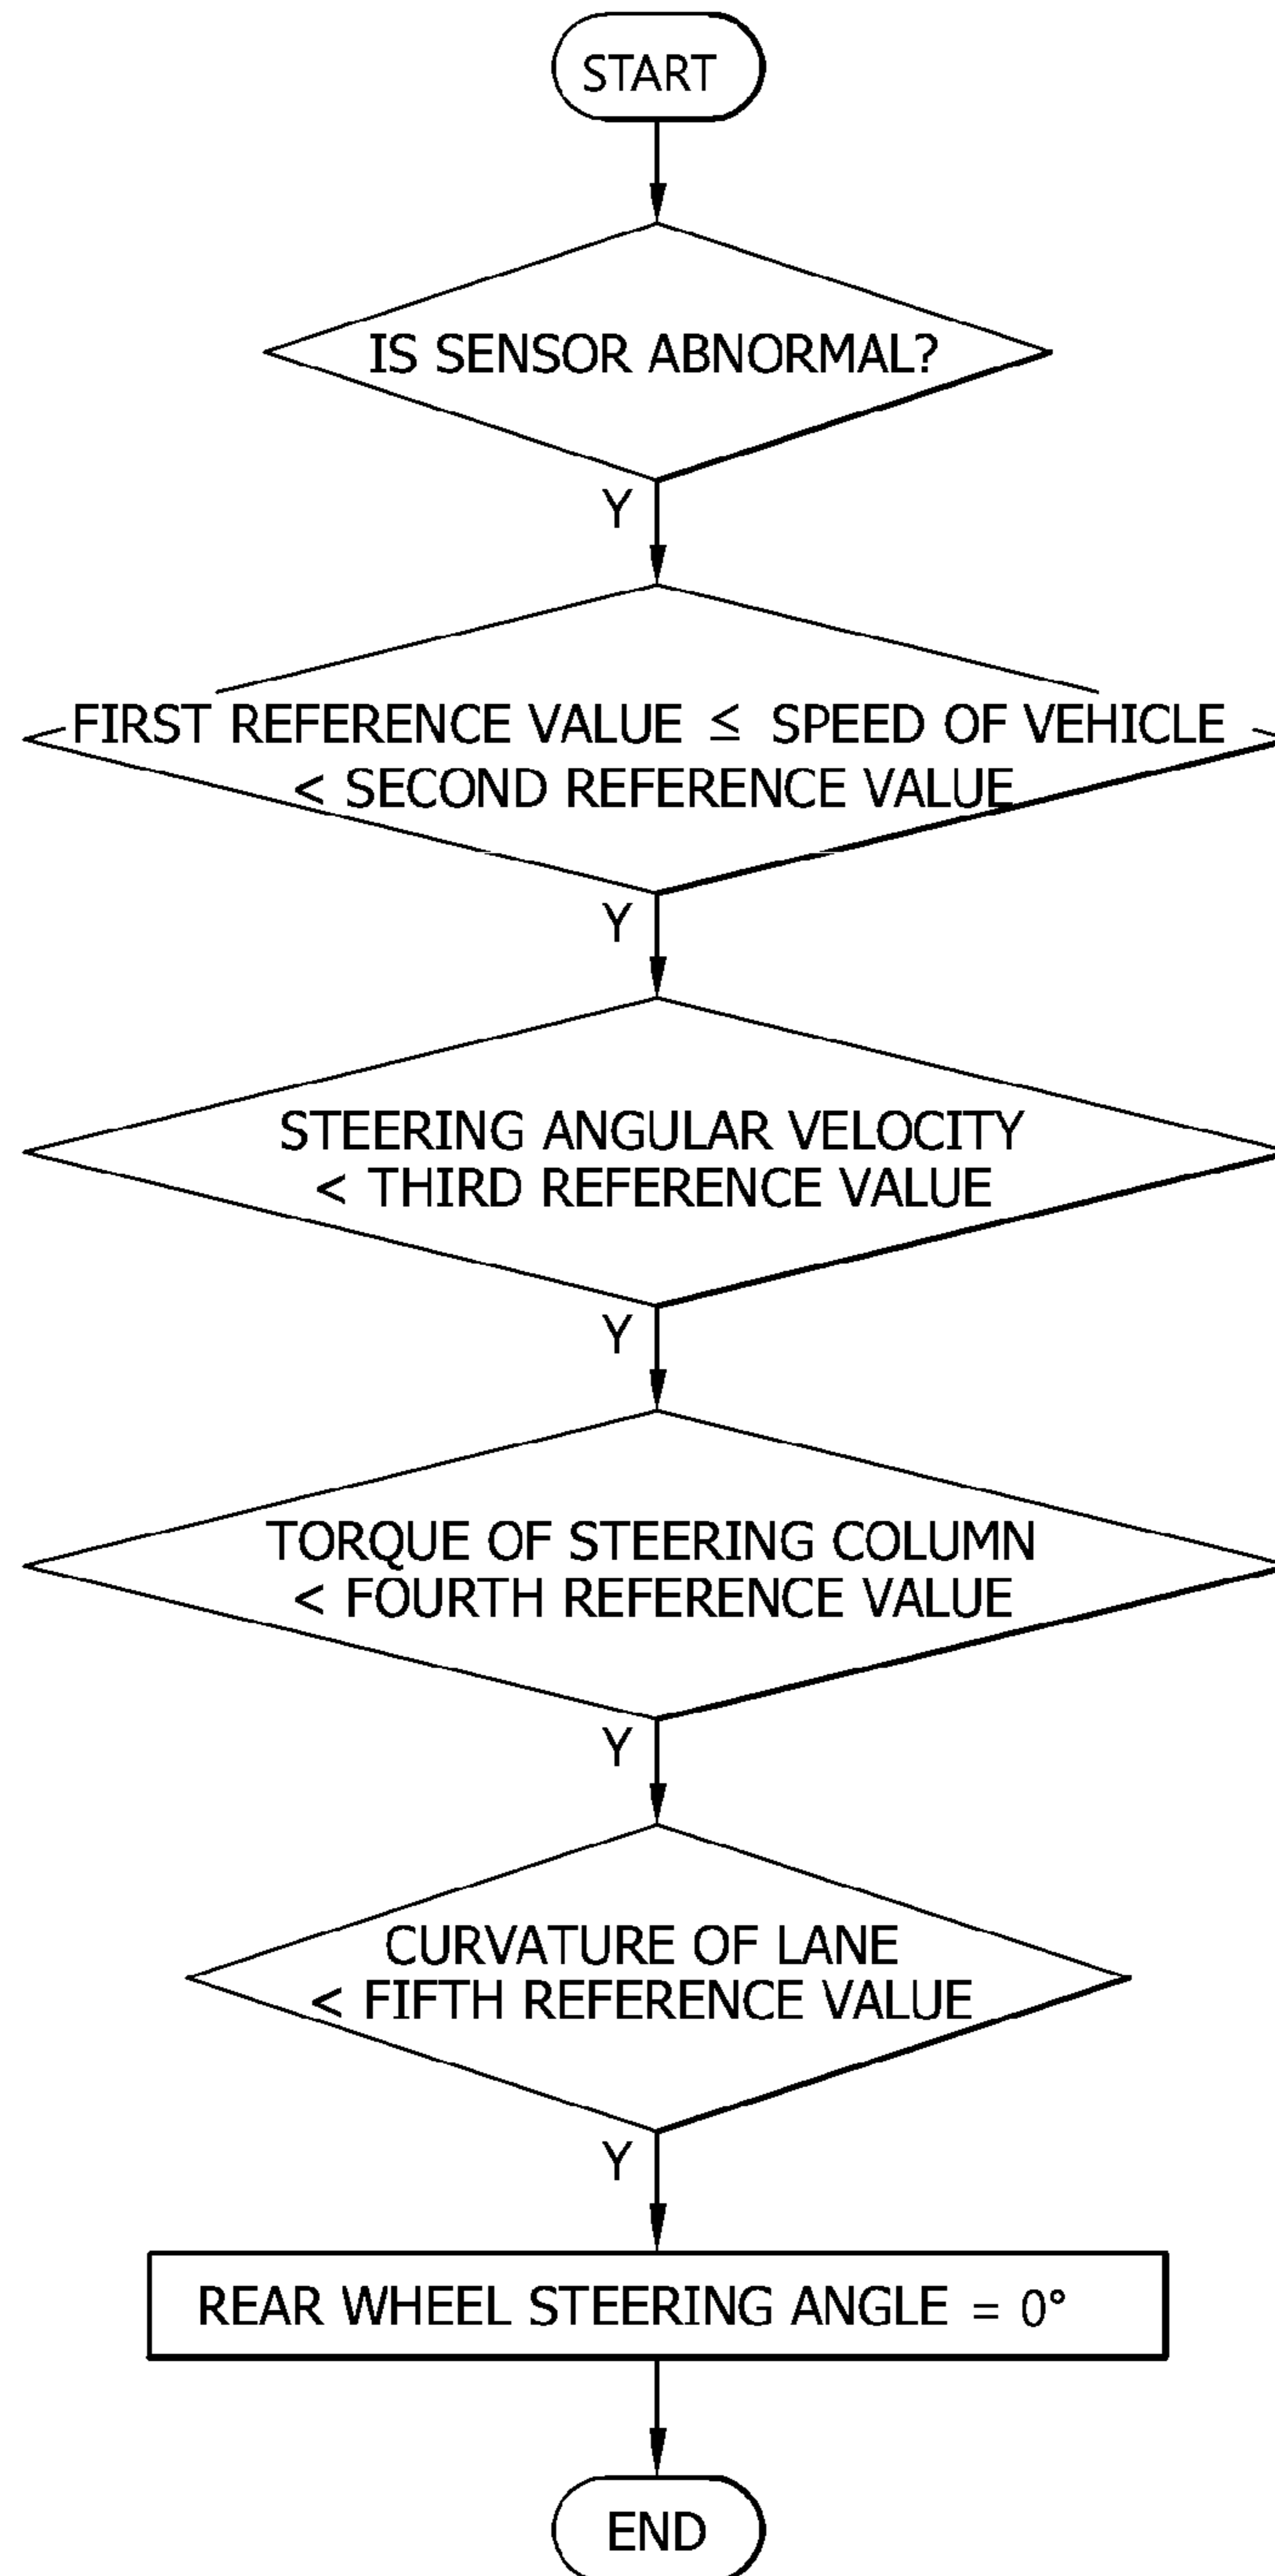 START
IS SENSOR ABNORMAL?
Y
FIRST REFERENCE VALUE ≤ SPEED OF VEHICLE
< SECOND REFERENCE VALUE
Y
STEERING ANGULAR VELOCITY
< THIRD REFERENCE VALUE
Y
TORQUE OF STEERING COLUMN
< FOURTH REFERENCE VALUE
Y
CURVATURE OF LANE
< FIFTH REFERENCE VALUE
Y
REAR WHEEL STEERING ANGLE = 0°
END